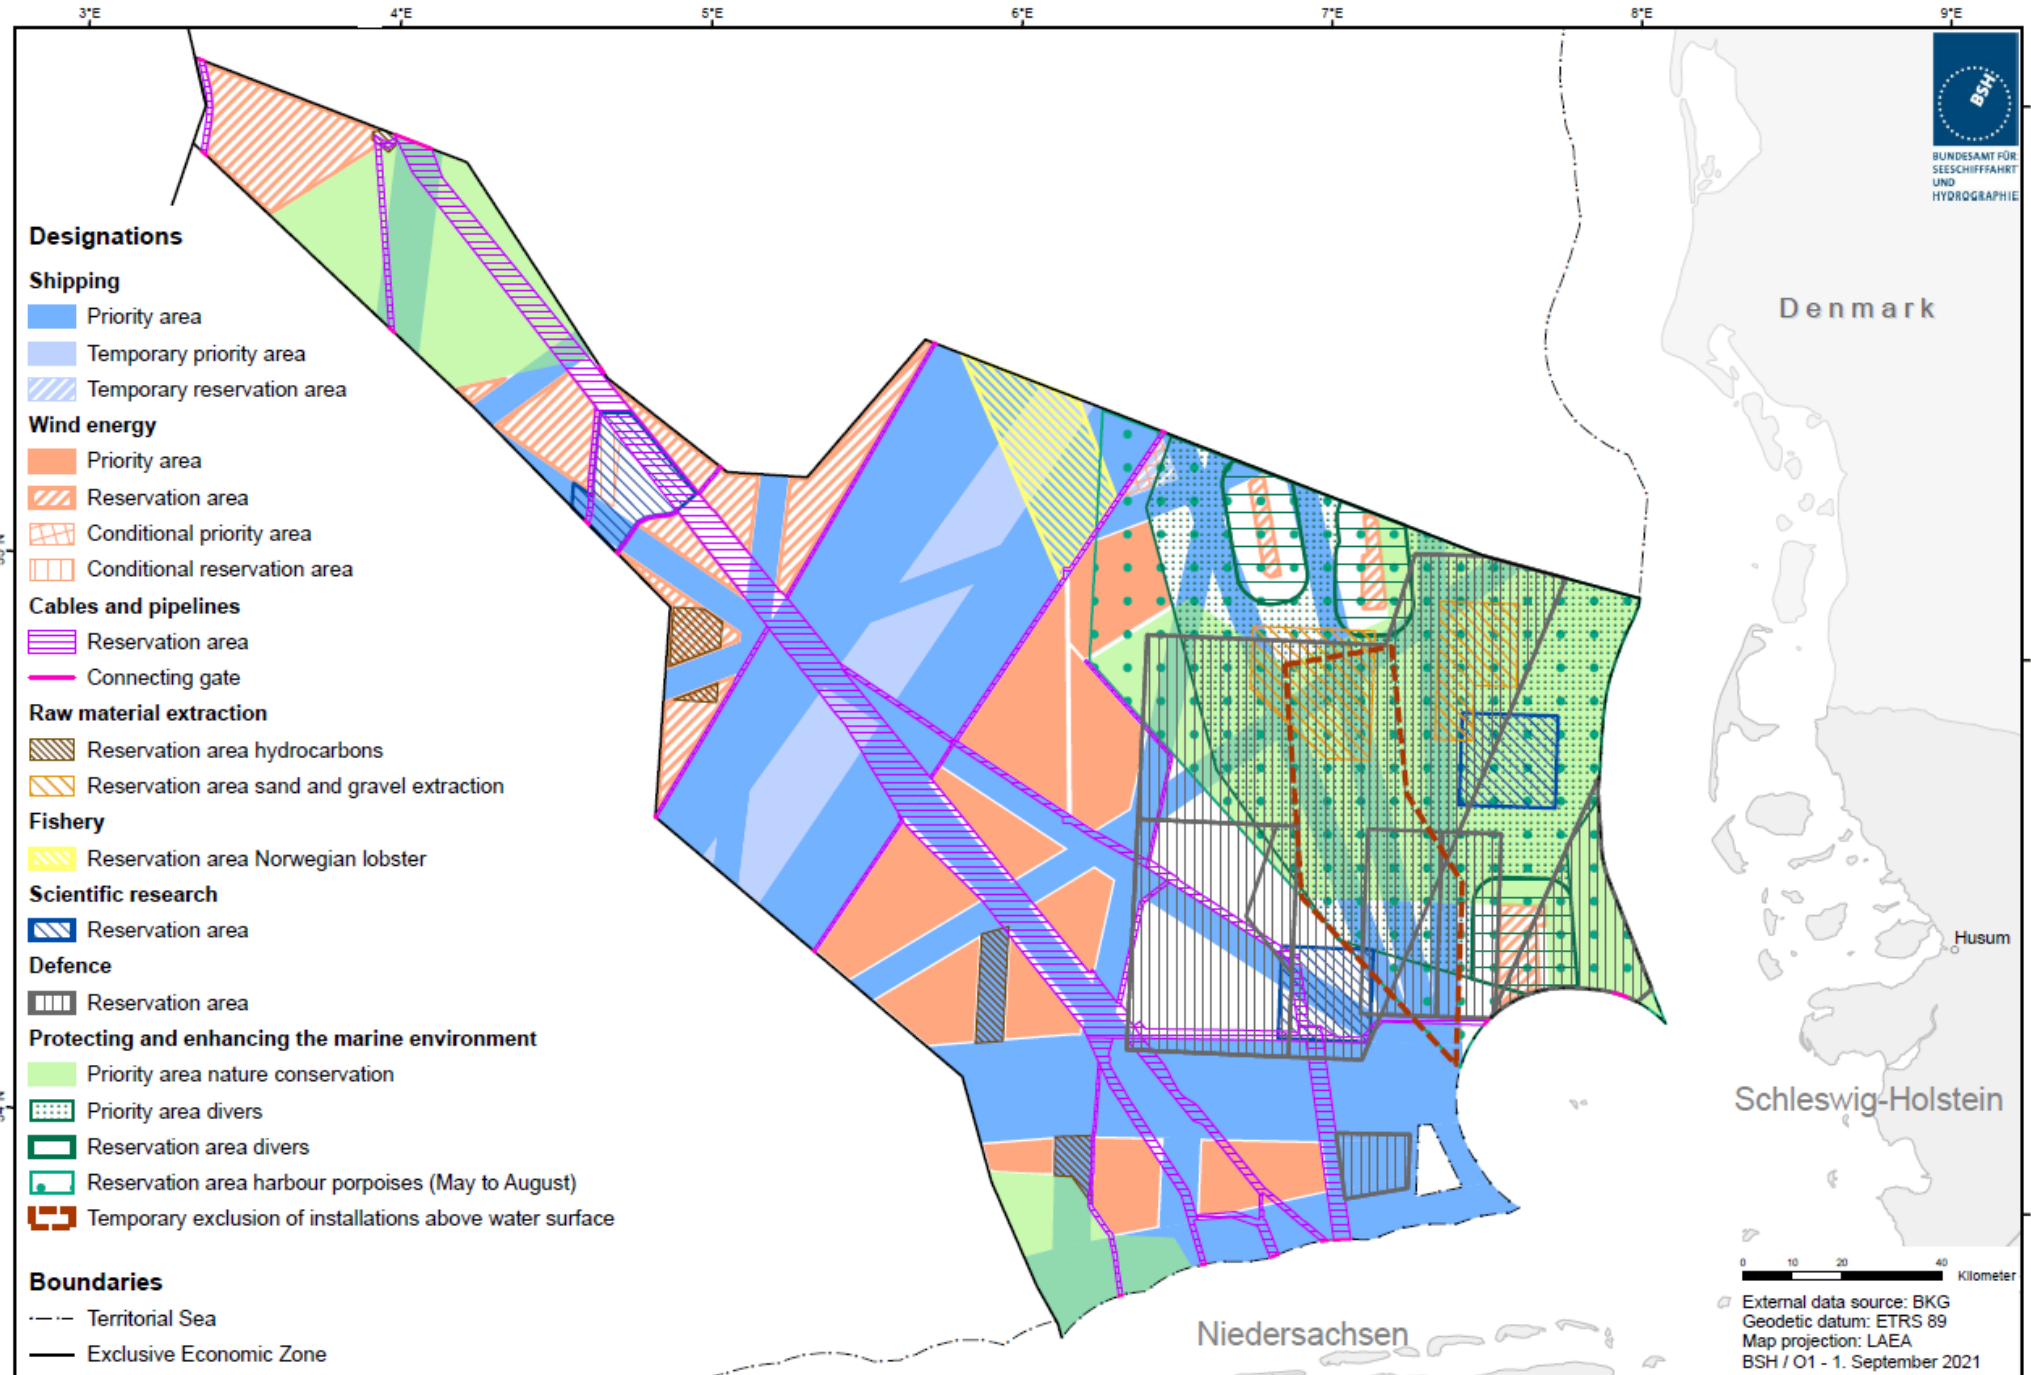 3°E 4°E 5°E 6°E 7°E 8°E 9°E
BSH
BUNDESAMT FÜR
SEESCHIFFFAHRT
UND
HYDROGRAPHIE
Designations
Shipping
Priority area
Temporary priority area
Temporary reservation area
Wind energy
Priority area
Reservation area
Conditional priority area
Conditional reservation area
Cables and pipelines
Reservation area
Connecting gate
Raw material extraction
Reservation area hydrocarbons
Reservation area sand and gravel extraction
Fishery
Reservation area Norwegian lobster
Scientific research
Reservation area
Defence
Reservation area
Protecting and enhancing the marine environment
Priority area nature conservation
Priority area divers
Reservation area divers
Reservation area harbour porpoises (May to August)
Temporary exclusion of installations above water surface
Boundaries
Territorial Sea
Exclusive Economic Zone
Denmark
Husum
Schleswig-Holstein
Niedersachsen
0 10 20 40
Kilometer
External data source: BKG
Geodetic datum: ETRS 89
Map projection: LAEA
BSH / O1 - 1. September 2021